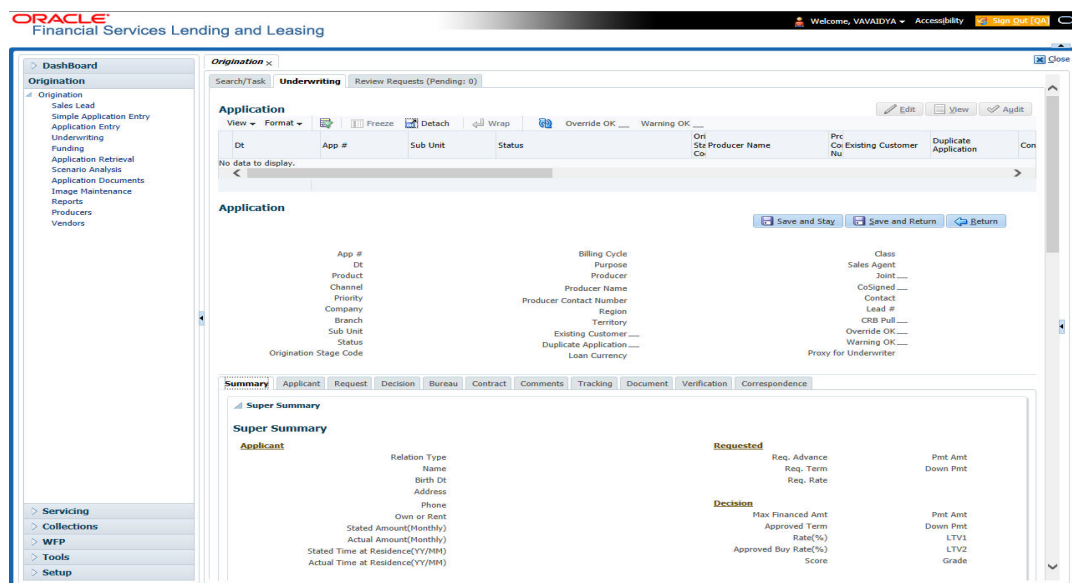 ORACLE
Financial Services Lending and Leasing
Welcome, VAVAIDYA Accessibility Sign Out [QA]
Close
DashBoard
Origination
Origination
Sales Lead
Simple Application Entry
Application Entry
Underwriting
Funding
Application Retrieval
Scenario Analysis
Application Documents
Image Maintenance
Reports
Producers
Vendors
Servicing
Collections
WFP
Tools
Setup
Origination
Search/Task Underwriting Review Requests (Pending: 0)
Application
Edit View Audit
View Format Freeze Detach Wrap Override OK Warning OK
Dt App # Sub Unit Status Ori Sta Co Producer Name Pro Co Nu Existing Customer Duplicate Application Con
No data to display.
Application
Save and Stay Save and Return Return
App # Billing Cycle Class
Dt Purpose Sales Agent
Product Producer Joint
Channel Producer Name CoSigned
Priority Producer Contact Number Contact
Company Region Lead #
Branch Territory CRB Pull
Sub Unit Existing Customer Override OK
Status Duplicate Application Warning OK
Origination Stage Code Loan Currency Proxy for Underwriter
Summary Applicant Request Decision Bureau Contract Comments Tracking Document Verification Correspondence
Super Summary
Super Summary
Applicant
Relation Type
Name
Birth Dt
Address
Phone
Own or Rent
Stated Amount(Monthly)
Actual Amount(Monthly)
Stated Time at Residence(YY/MM)
Actual Time at Residence(YY/MM)
Requested
Req. Advance Pmt Amt
Req. Term Down Pmt
Req. Rate
Decision
Max Financed Amt Pmt Amt
Approved Term Down Pmt
Rate(%) LTV1
Approved Buy Rate(%) LTV2
Score Grade